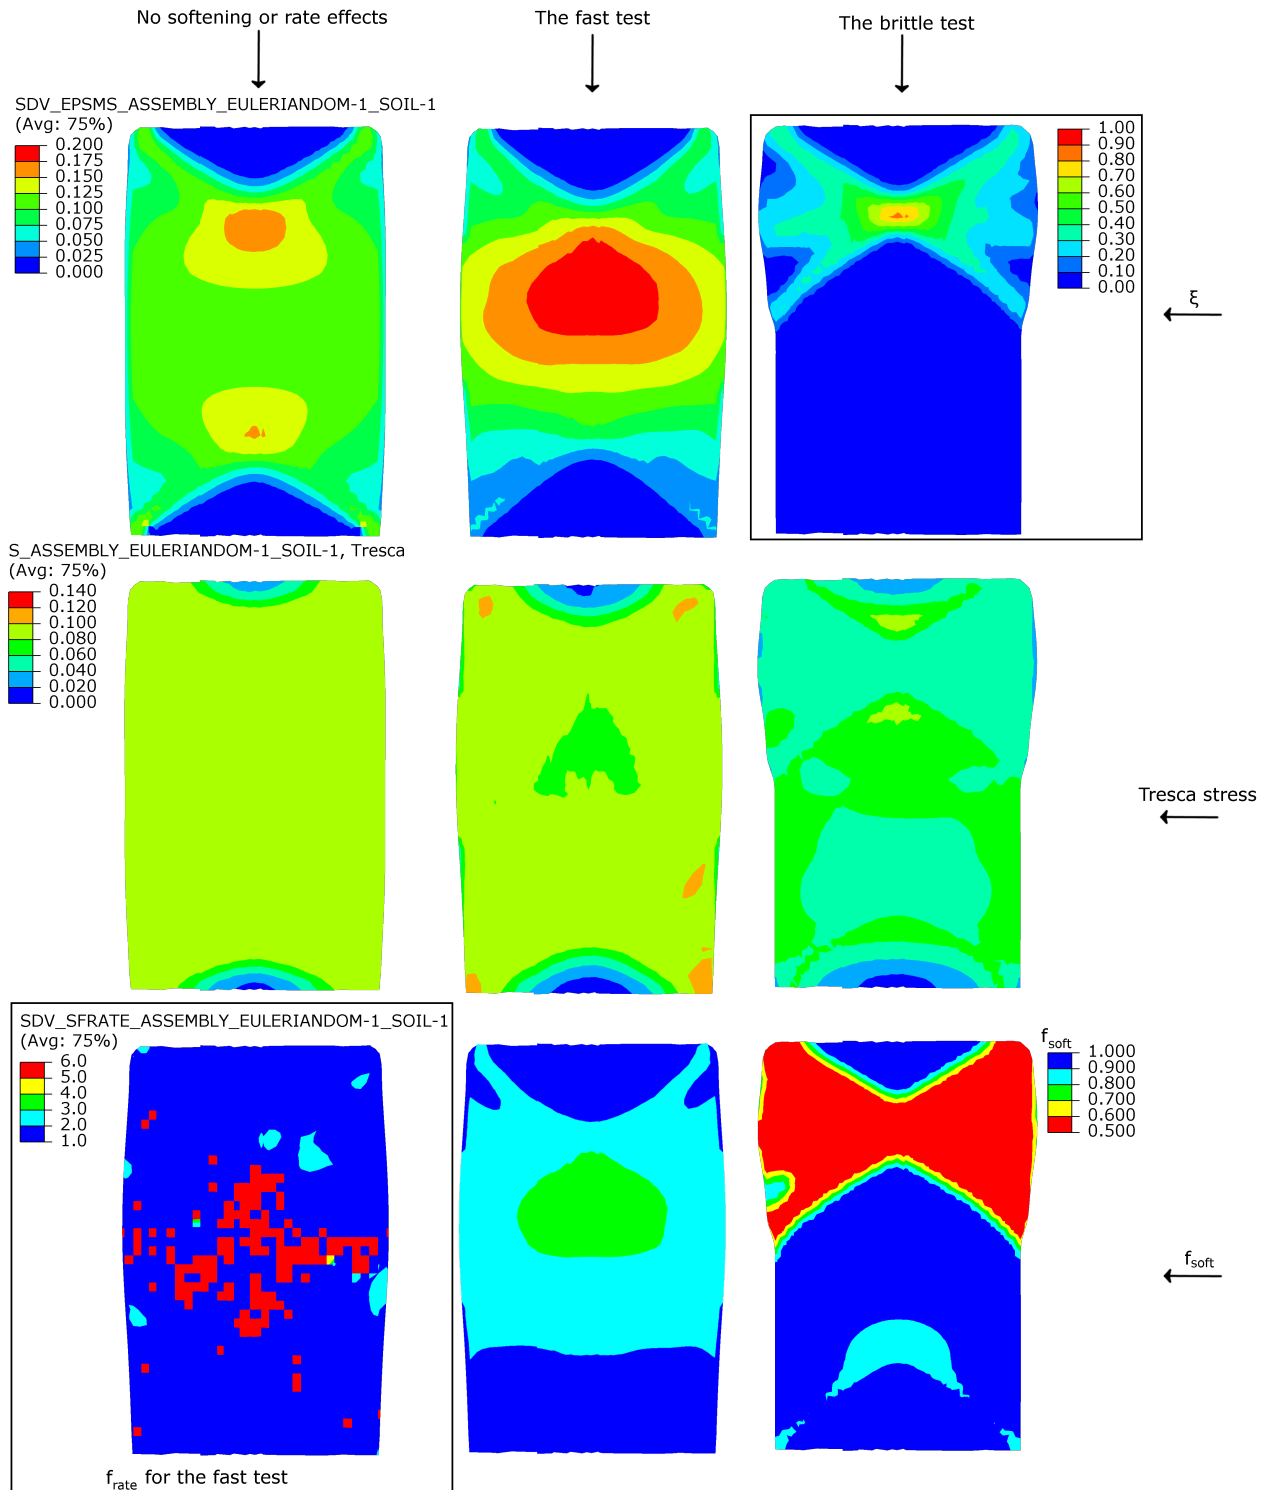 No softening or rate effects
The fast test
The brittle test
SDV_EPSMS_ASSEMBLY_EULERIANDOM-1_SOIL-1
(Avg: 75%)
0.200
0.175
0.150
0.125
0.100
0.075
0.050
0.025
0.000
1.00
0.90
0.80
0.70
0.60
0.50
0.40
0.30
0.20
0.10
0.00
ξ
S_ASSEMBLY_EULERIANDOM-1_SOIL-1, Tresca
(Avg: 75%)
0.140
0.120
0.100
0.080
0.060
0.040
0.020
0.000
Tresca stress
SDV_SFRATE_ASSEMBLY_EULERIANDOM-1_SOIL-1
(Avg: 75%)
6.0
5.0
4.0
3.0
2.0
1.0
f_soft
1.000
0.900
0.800
0.700
0.600
0.500
f_soft
f_rate for the fast test